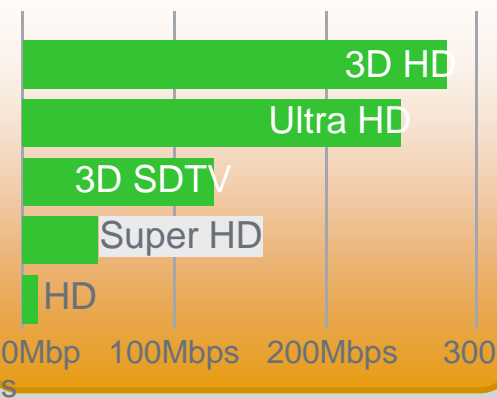 3D HD
Ultra HD
3D SDTV
Super HD
HD
0Mbp 100Mbps 200Mbps 300
s